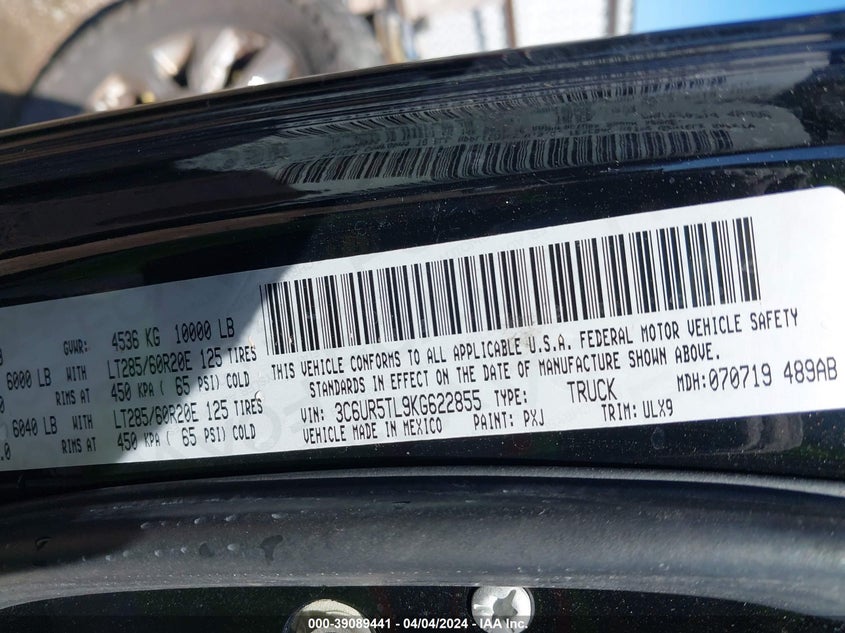 GVWR: 4536 KG 10000 LB
6000 LB WITH LT285/60R20E 125 TIRES
RIMS AT 450 KPA ( 65 PSI) COLD
6040 LB WITH LT285/60R20E 125 TIRES
.0 RIMS AT 450 KPA ( 65 PSI) COLD
THIS VEHICLE CONFORMS TO ALL APPLICABLE U.S.A. FEDERAL MOTOR VEHICLE SAFETY
STANDARDS IN EFFECT ON THE DATE OF MANUFACTURE SHOWN ABOVE.
VIN: 3C6UR5TL9KG622855 TYPE: TRUCK MDH:070719 489AB
VEHICLE MADE IN MEXICO PAINT: PXJ TRIM: ULX9
000-39089441 - 04/04/2024 - IAA Inc.